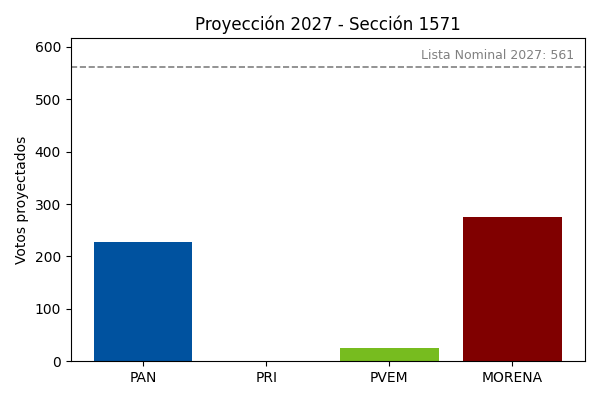 Proyección 2027 - Sección 1571
600
Lista Nominal 2027: 561
500
400
300
200
100
0
Votos proyectados
PAN
PRI
PVEM
MORENA